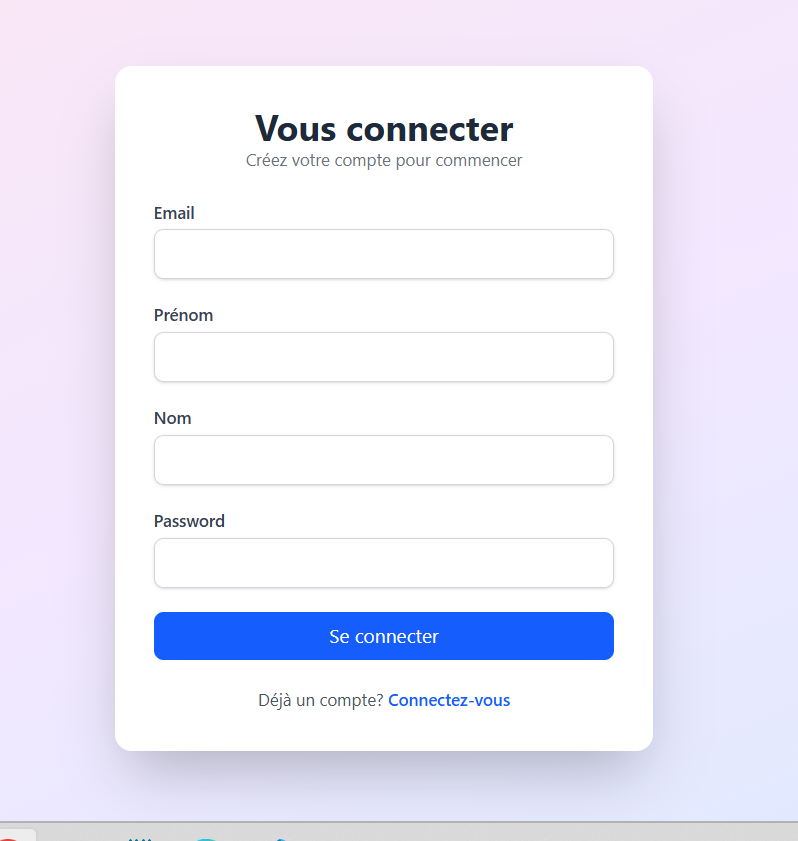 Vous connecter
Créez votre compte pour commencer
Email
Prénom
Nom
Password
Se connecter
Déjà un compte? Connectez-vous